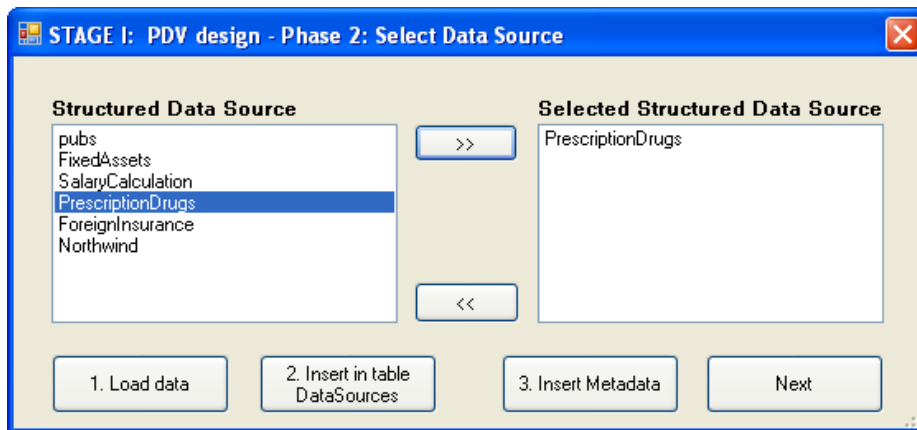 STAGE I: PDV design - Phase 2: Select Data Source
Structured Data Source
pubs
FixedAssets
SalaryCalculation
PrescriptionDrugs
ForeignInsurance
Northwind
>>
<<
Selected Structured Data Source
PrescriptionDrugs
1. Load data
2. Insert in table
DataSources
3. Insert Metadata
Next